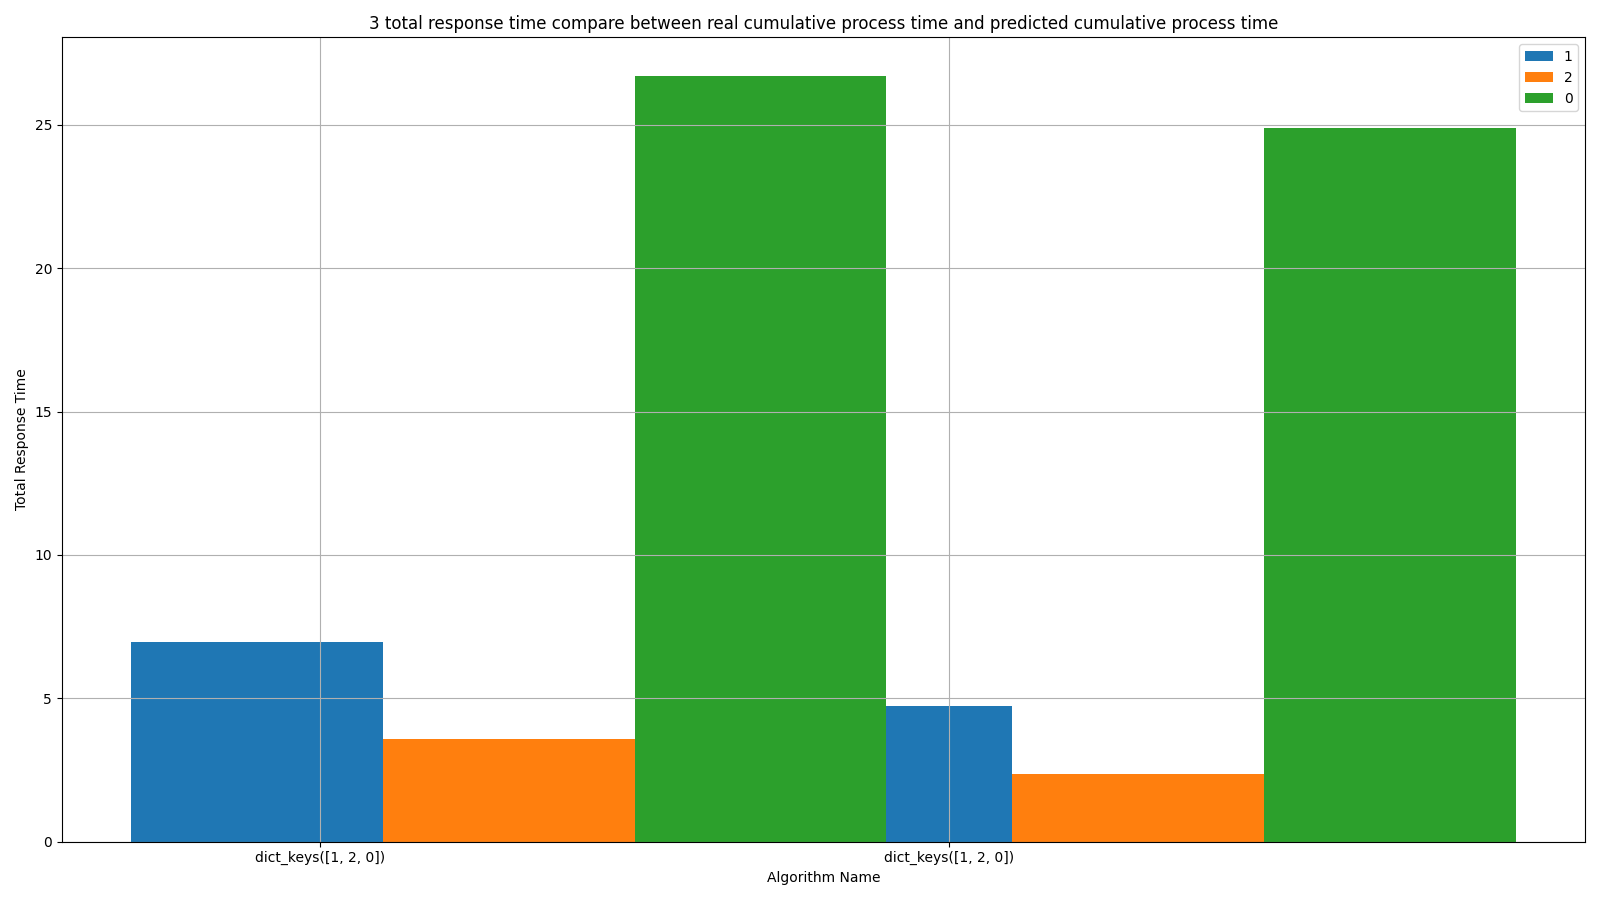 3 total response time compare between real cumulative process time and predicted cumulative process time
1
2
0
25
20
15
10
5
0
Total Response Time
dict_keys([1, 2, 0])
dict_keys([1, 2, 0])
Algorithm Name